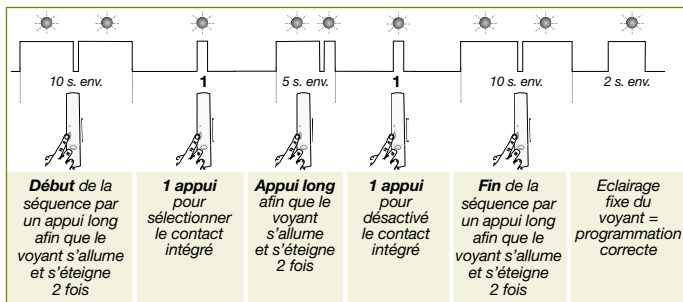 10 s. env.
1
5 s. env.
1
10 s. env.
2 s. env.
Début de la
séquence par
un appui long
afin que le
voyant s'allume
et s'éteigne
2 fois
1 appui
pour
sélectionner
le contact
intégré
Appui long
afin que le
voyant
s'allume
et s'éteigne
2 fois
1 appui
pour
désactivé
le contact
intégré
Fin de la
séquence par
un appui long
afin que le
voyant s'allume
et s'éteigne
2 fois
Eclairage
fixe du
voyant =
programmation
correcte